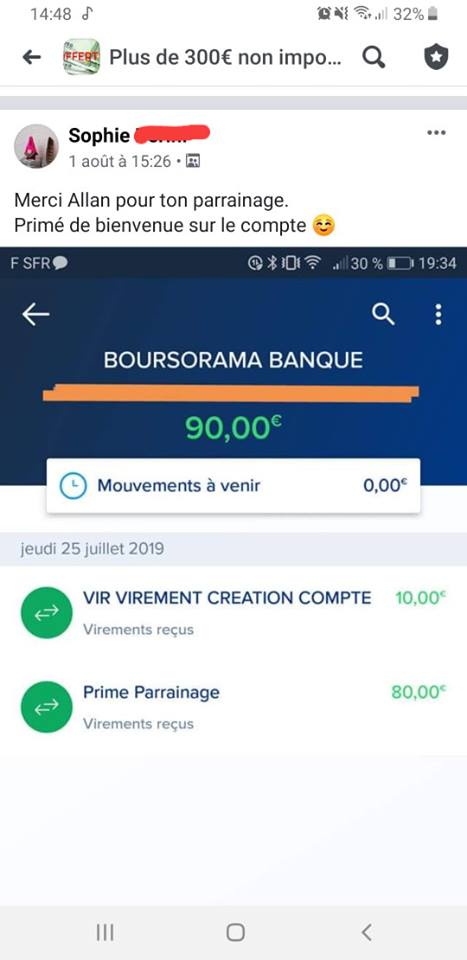 14:48 32%
FFERT Plus de 300€ non impo...
Sophie
1 août à 15:26
Merci Allan pour ton parrainage.
Primé de bienvenue sur le compte 😊
F SFR 30 % 19:34
BOURSORAMA BANQUE
90,00€
Mouvements à venir 0,00€
jeudi 25 juillet 2019
VIR VIREMENT CREATION COMPTE 10,00€
Virements reçus
Prime Parrainage 80,00€
Virements reçus